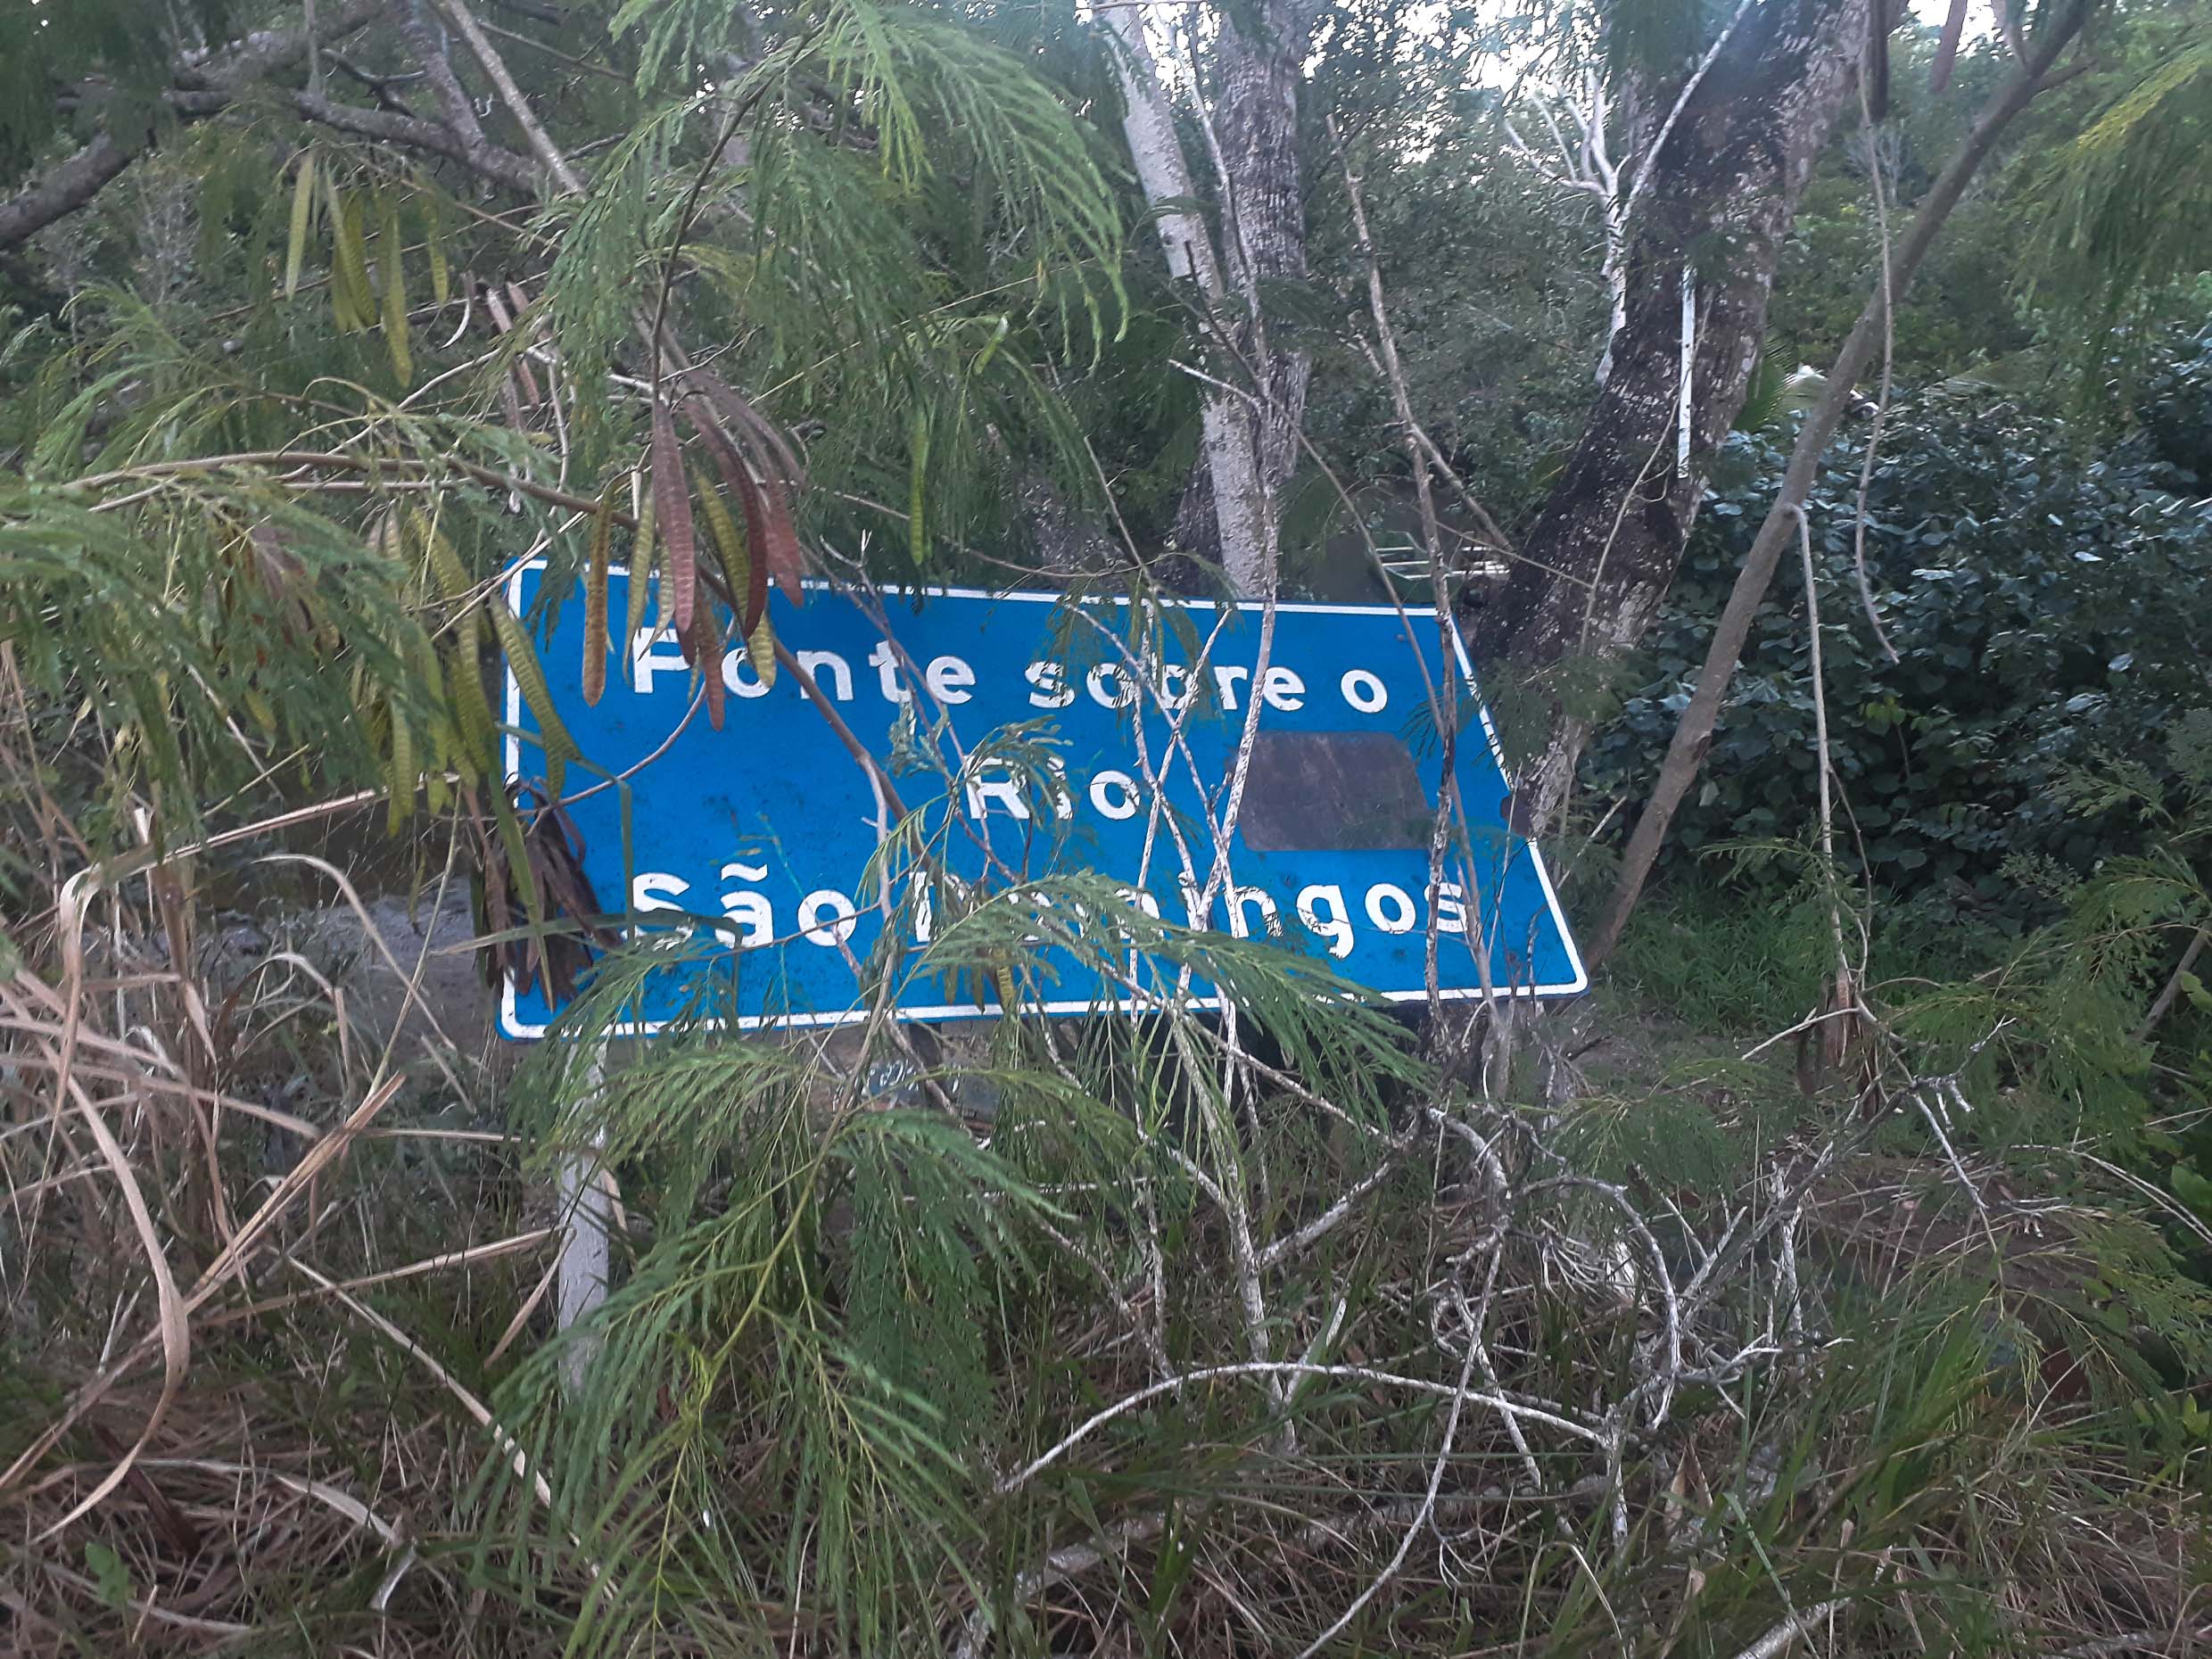 Ponte sobre o
Rio
São Domingos